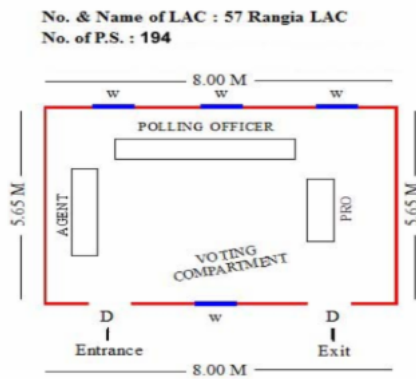 No. & Name of LAC : 57 Rangia LAC
No. of P.S. : 194
8.00 M
W W W
POLLING OFFICER
5.65 M
AGENT
PRO
5.65 M
VOTING
COMPARTMENT
D W D
Entrance Exit
8.00 M